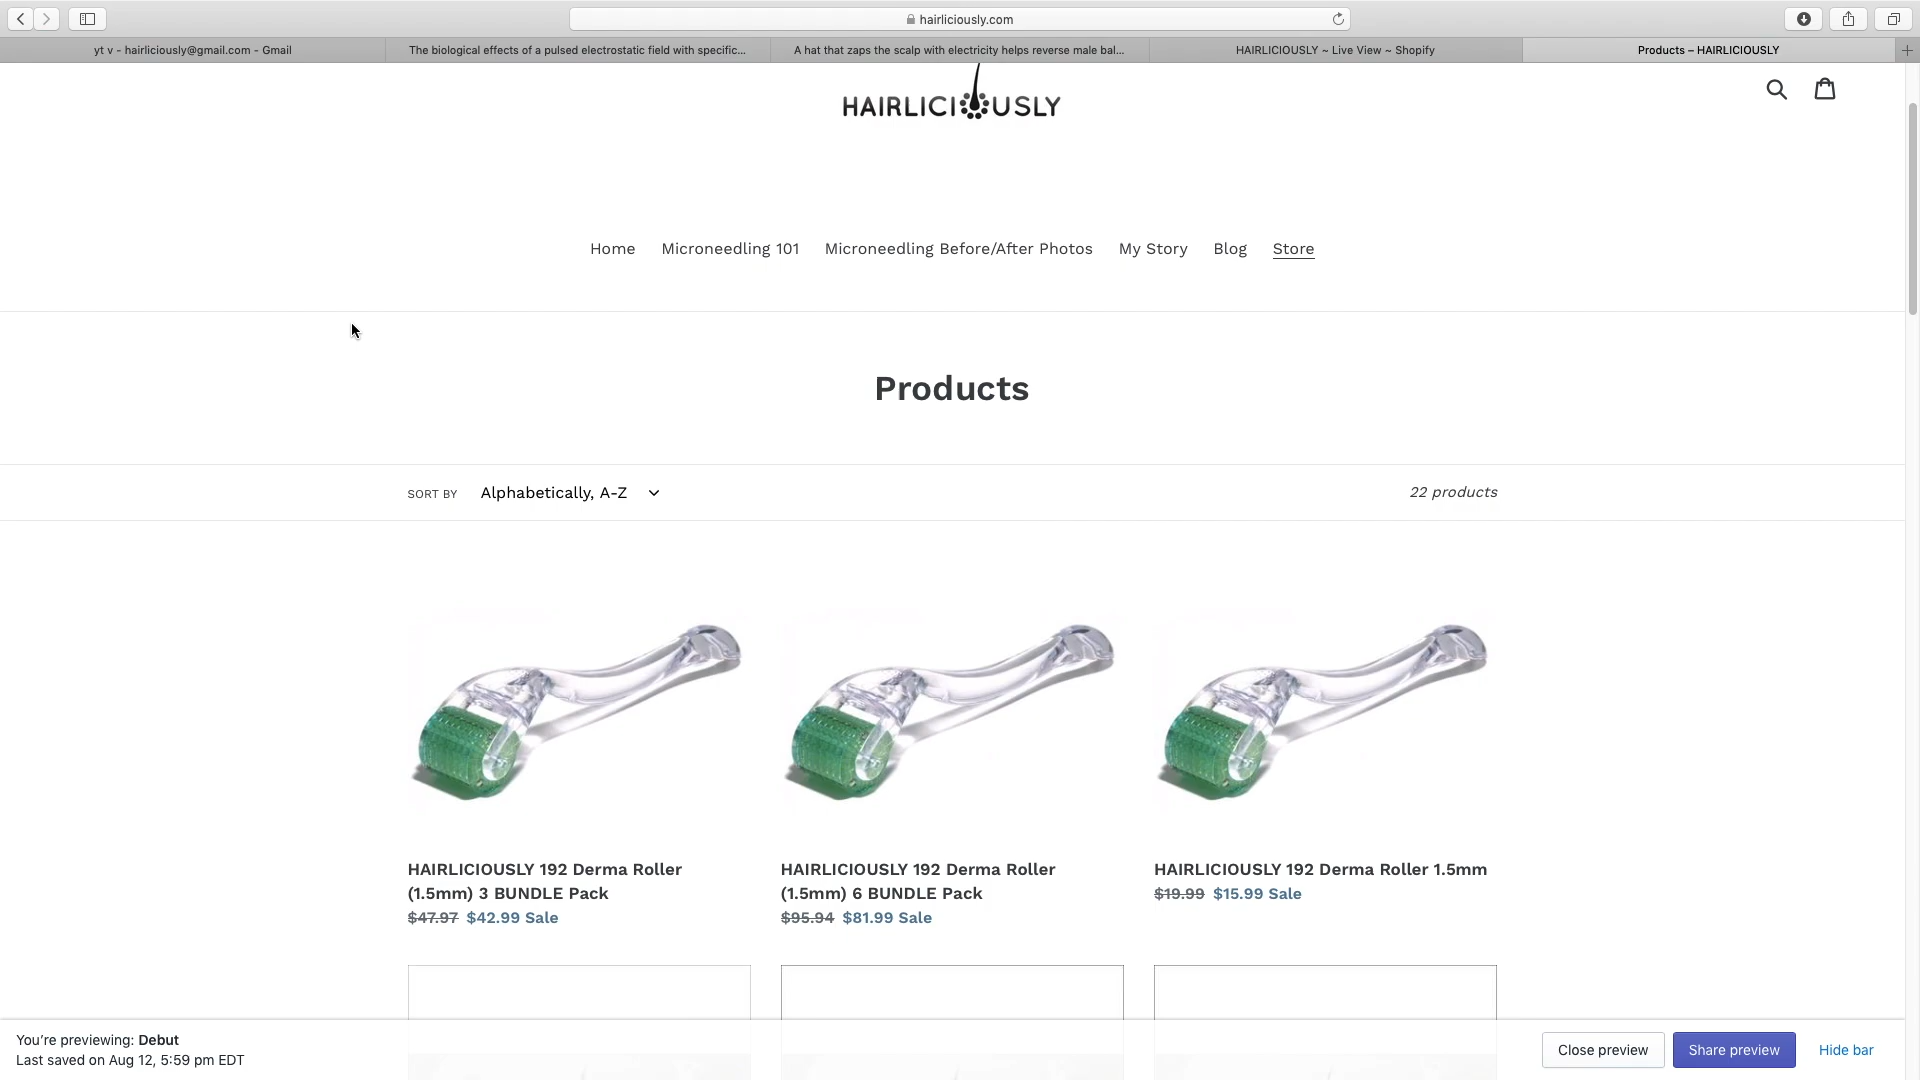 hairliciously.com
yt v - hairliciously@gmail.com - Gmail
The biological effects of a pulsed electrostatic field with specific...
A hat that zaps the scalp with electricity helps reverse male bal...
HAIRLICIOUSLY ~ Live View ~ Shopify
Products – HAIRLICIOUSLY
HAIRLICIOUSLY
Home Microneedling 101 Microneedling Before/After Photos My Story Blog Store
Products
SORT BY Alphabetically, A-Z
22 products
HAIRLICIOUSLY 192 Derma Roller
(1.5mm) 3 BUNDLE Pack
$47.97 $42.99 Sale
HAIRLICIOUSLY 192 Derma Roller
(1.5mm) 6 BUNDLE Pack
$95.94 $81.99 Sale
HAIRLICIOUSLY 192 Derma Roller 1.5mm
$19.99 $15.99 Sale
You’re previewing: Debut
Last saved on Aug 12, 5:59 pm EDT
Close preview
Share preview
Hide bar